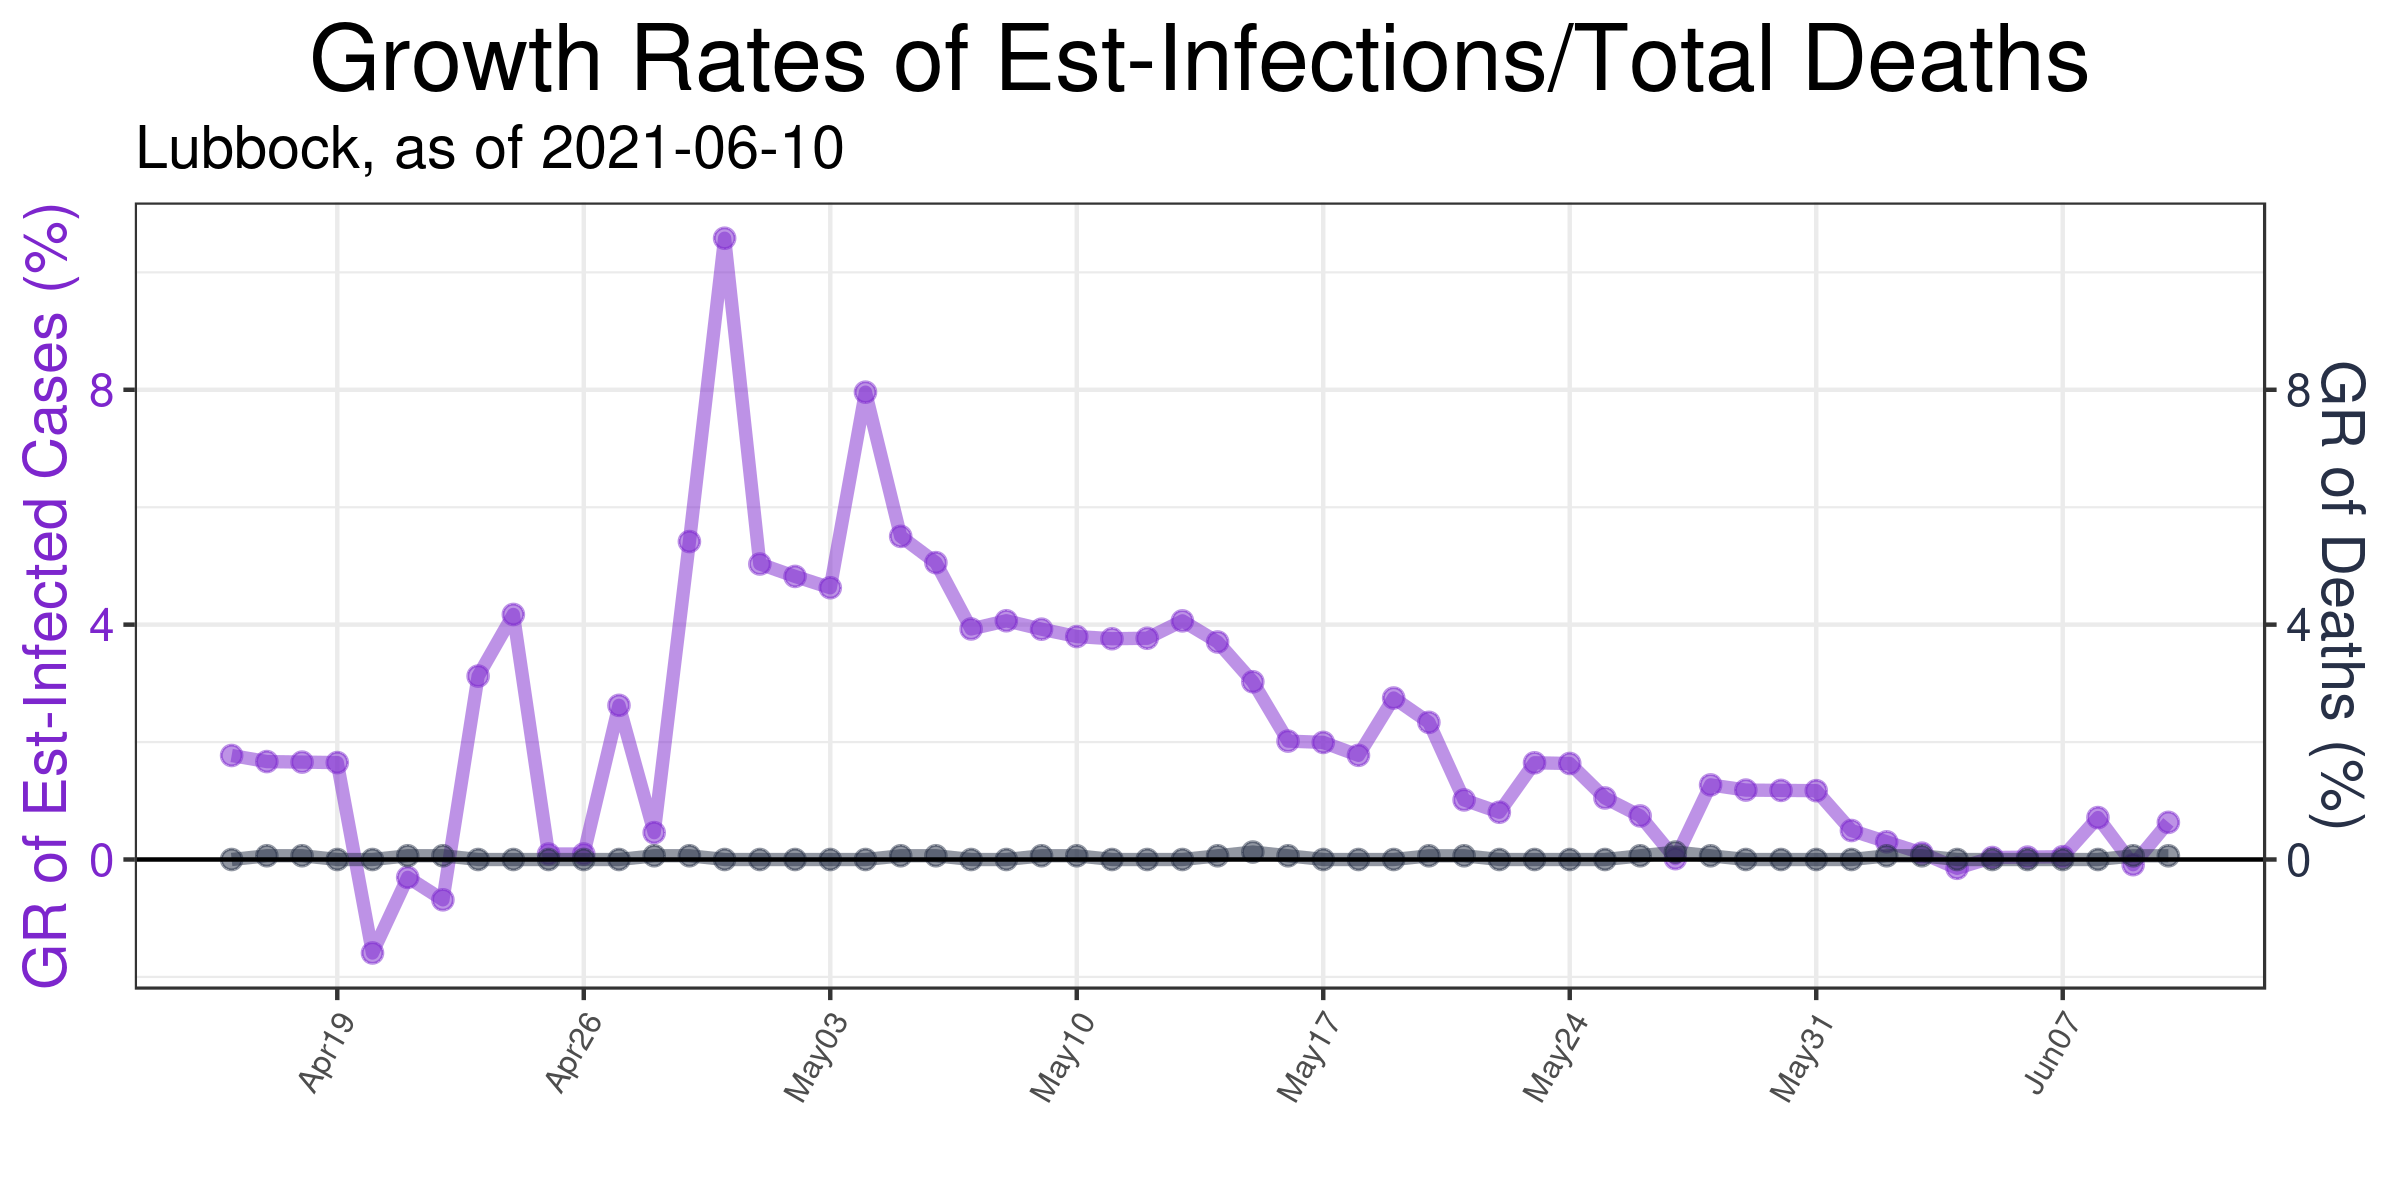 Growth Rates of Est-Infections/Total Deaths
Lubbock, as of 2021-06-10
GR of Est-Infected Cases (%)
8
4
0
8
4
0
GR of Deaths (%)
Apr19
Apr26
May03
May10
May17
May24
May31
Jun07